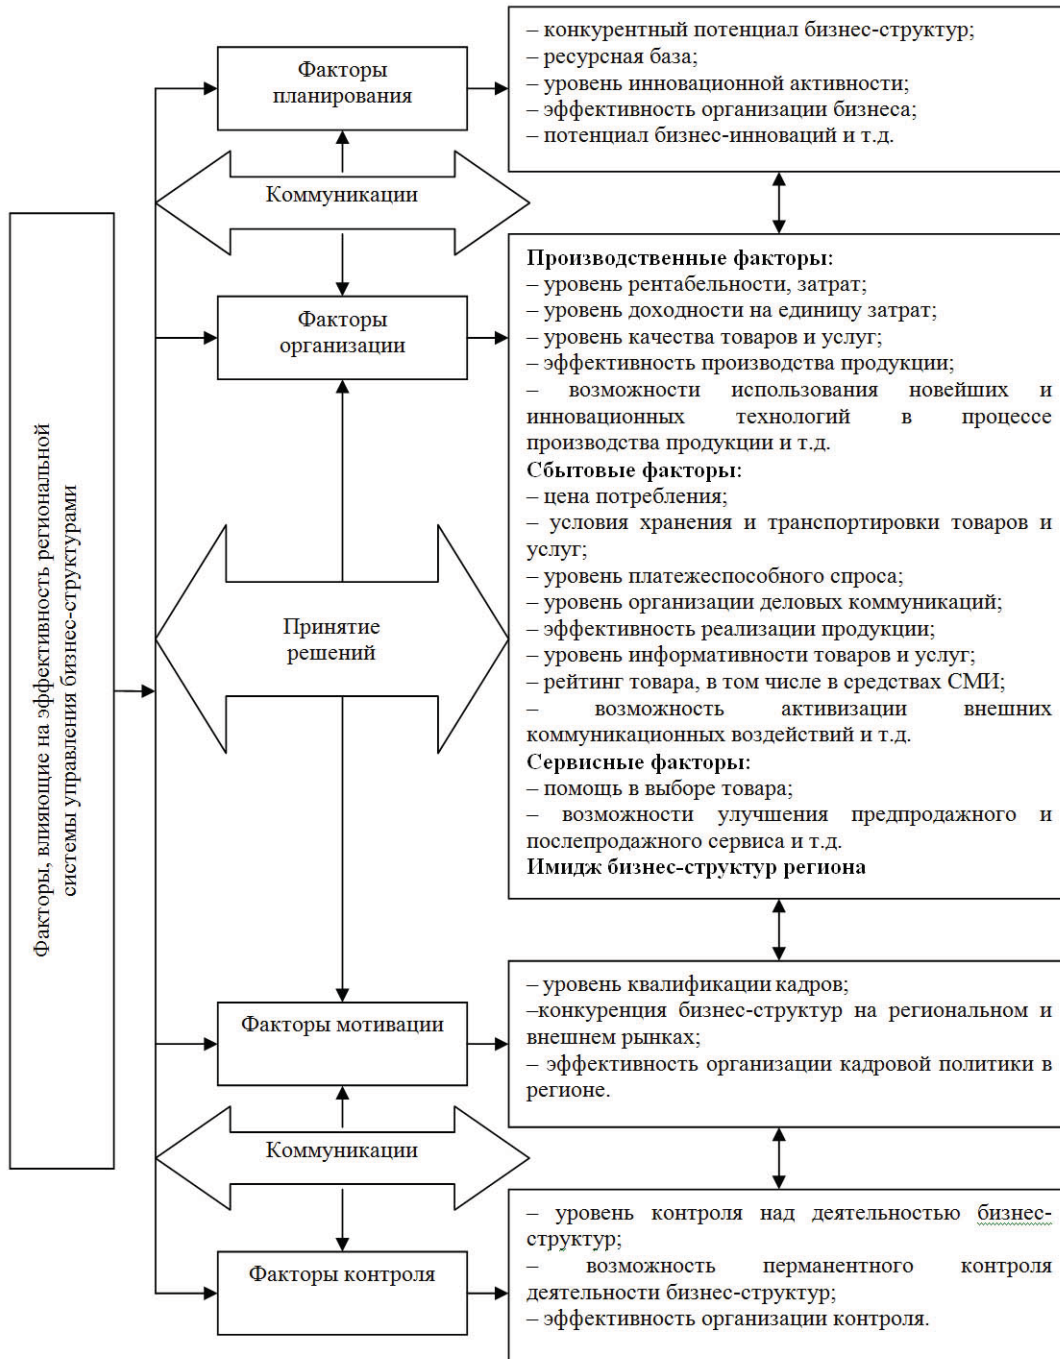 Факторы, влияющие на эффективность региональной
системы управления бизнес-структурами
Факторы
планирования
– конкурентный потенциал бизнес-структур;
– ресурсная база;
– уровень инновационной активности;
– эффективность организации бизнеса;
– потенциал бизнес-инноваций и т.д.
Коммуникации
Факторы
организации
Производственные факторы:
– уровень рентабельности, затрат;
– уровень доходности на единицу затрат;
– уровень качества товаров и услуг;
– эффективность производства продукции;
– возможности использования новейших и
инновационных технологий в процессе
производства продукции и т.д.
Сбытовые факторы:
– цена потребления;
– условия хранения и транспортировки товаров и
услуг;
– уровень платежеспособного спроса;
– уровень организации деловых коммуникаций;
– эффективность реализации продукции;
– уровень информативности товаров и услуг;
– рейтинг товара, в том числе в средствах СМИ;
– возможность активизации внешних
коммуникационных воздействий и т.д.
Сервисные факторы:
– помощь в выборе товара;
– возможности улучшения предпродажного и
послепродажного сервиса и т.д.
Имидж бизнес-структур региона
Принятие
решений
Факторы мотивации
– уровень квалификации кадров;
–конкуренция бизнес-структур на региональном и
внешнем рынках;
– эффективность организации кадровой политики в
регионе.
Коммуникации
Факторы контроля
– уровень контроля над деятельностью бизнес-
структур;
– возможность перманентного контроля
деятельности бизнес-структур;
– эффективность организации контроля.